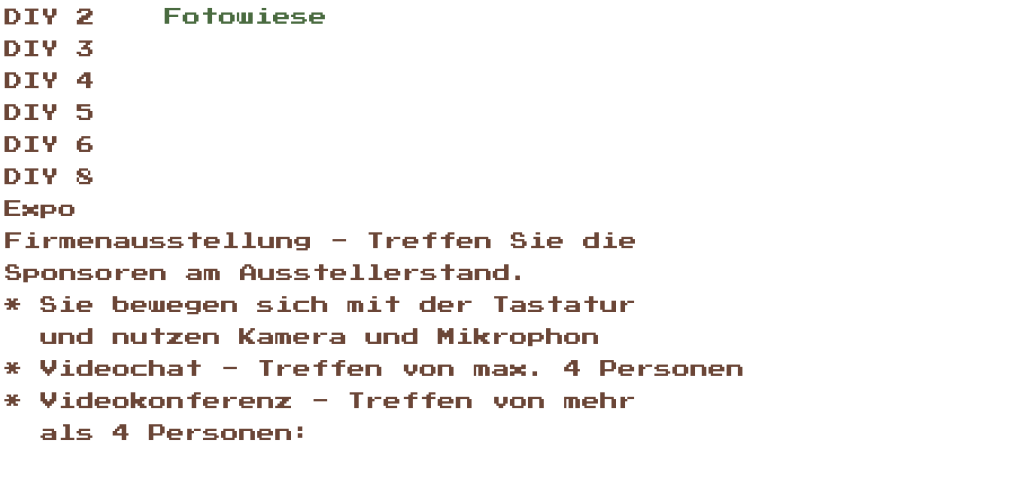 DIY 2    Fotowiese
DIY 3
DIY 4
DIY 5
DIY 6
DIY 8
Expo
Firmenausstellung - Treffen Sie die
Sponsoren am Ausstellerstand.
* Sie bewegen sich mit der Tastatur
  und nutzen Kamera und Mikrophon
* Videochat - Treffen von max. 4 Personen
* Videokonferenz - Treffen von mehr
  als 4 Personen: